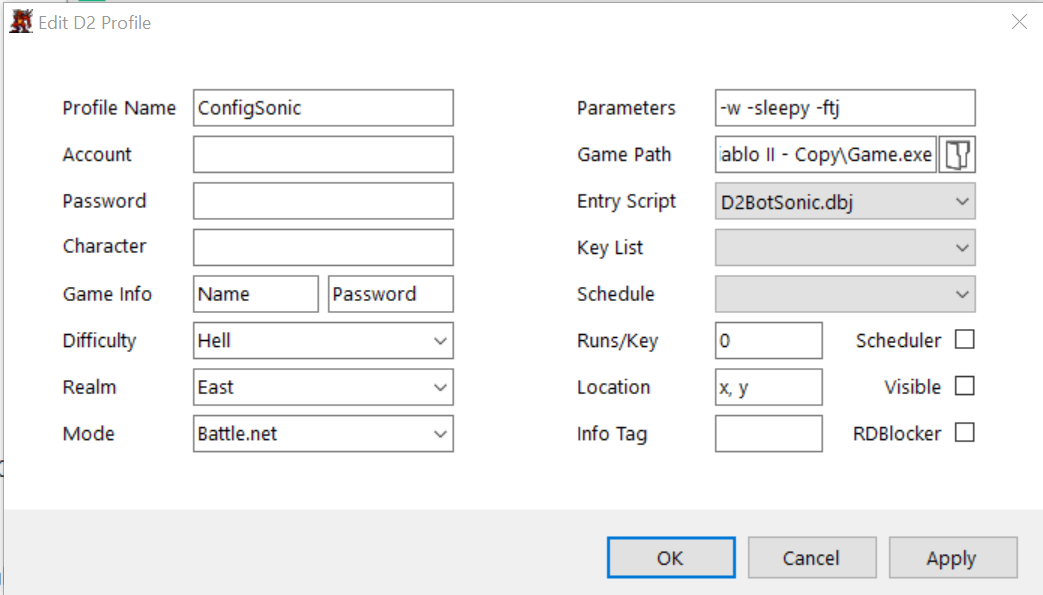 Edit D2 Profile
Profile Name ConfigSonic
Account
Password
Character
Game Info Name Password
Difficulty Hell
Realm East
Mode Battle.net
Parameters -w -sleepy -ftj
Game Path iablo II - Copy\Game.exe
Entry Script D2BotSonic.dbj
Key List
Schedule
Runs/Key 0 Scheduler
Location x, y Visible
Info Tag RDBlocker
OK Cancel Apply